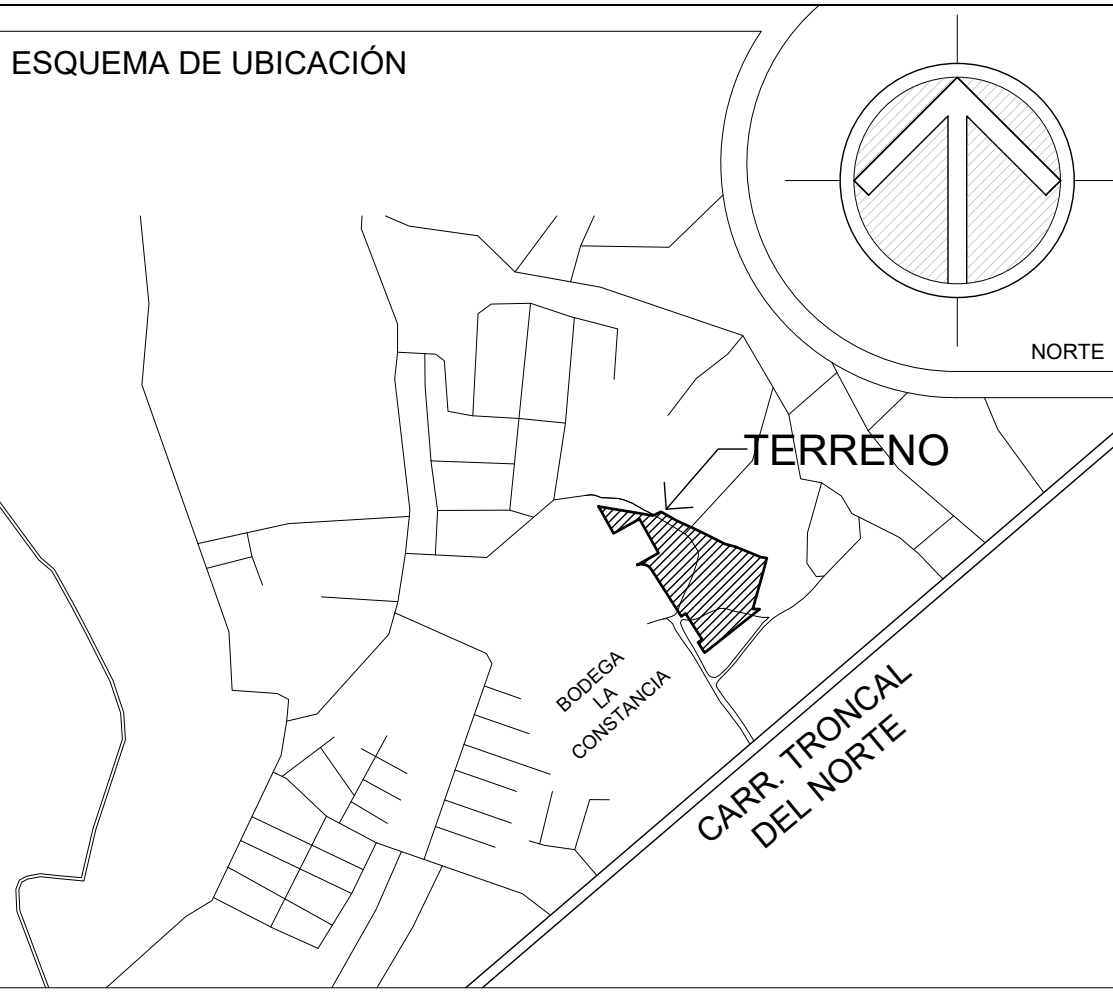 ESQUEMA DE UBICACIÓN
NORTE
TERRENO
BODEGA
LA
CONSTANCIA
CARR. TRONCAL
DEL NORTE